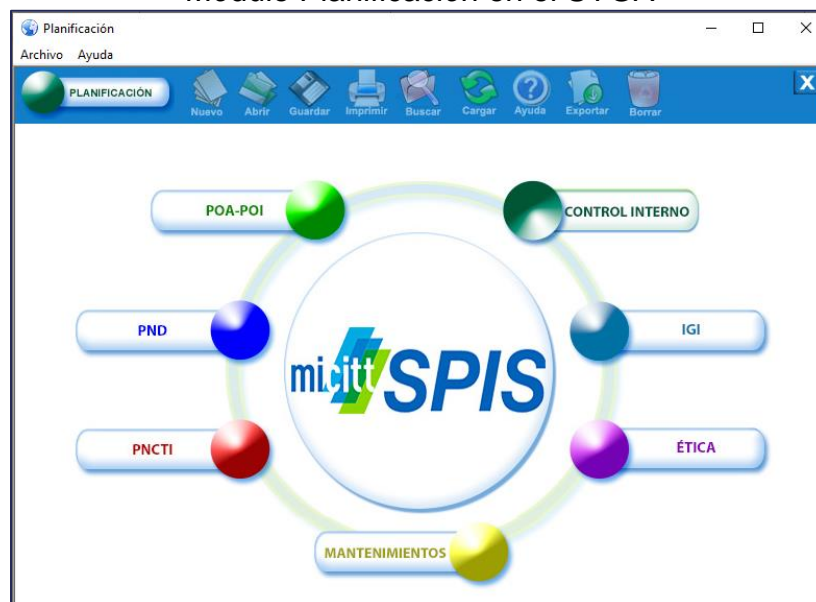 Planificación
Archivo Ayuda
PLANIFICACIÓN
Nuevo Abrir Guardar Imprimir Buscar Cargar Ayuda Exportar Borrar
X
POA-POI
CONTROL INTERNO
PND
IGI
micitt SPIS
PNCTI
ÉTICA
MANTENIMIENTOS